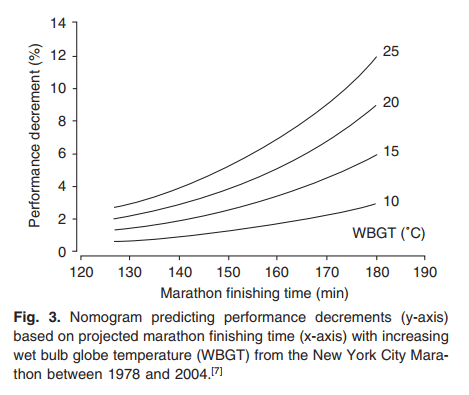 14
12
10
8
6
4
2
0
Performance decrement (%)
25
20
15
10
WBGT (˚C)
120 130 140 150 160 170 180 190
Marathon finishing time (min)
Fig. 3. Nomogram predicting performance decrements (y-axis)
based on projected marathon finishing time (x-axis) with increasing
wet bulb globe temperature (WBGT) from the New York City Mara-
thon between 1978 and 2004.[7]